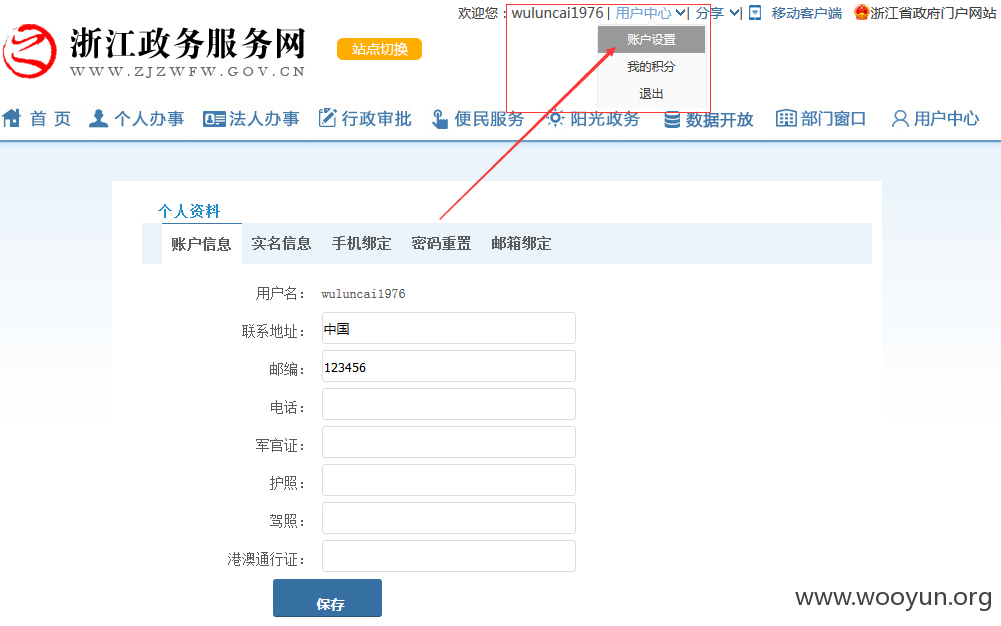 欢迎您：wuluncai1976 | 用户中心 | 分享 | 移动客户端 浙江省政府门户网站
账户设置
我的积分
退出
浙江政务服务网
WWW.ZJZWFW.GOV.CN
站点切换
首页 个人办事 法人办事 行政审批 便民服务 阳光政务 数据开放 部门窗口 用户中心
个人资料
账户信息 实名信息 手机绑定 密码重置 邮箱绑定
用户名： wuluncai1976
联系地址： 中国
邮编： 123456
电话：
军官证：
护照：
驾照：
港澳通行证：
保存
www.wooyun.org